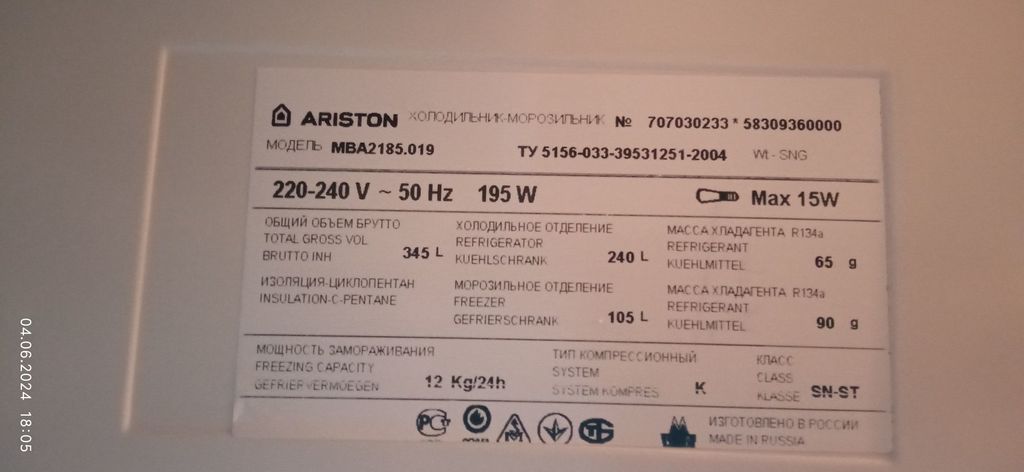 ARISTON ХОЛОДИЛЬНИК-МОРОЗИЛЬНИК № 707030233 * 58309360000
МОДЕЛЬ MBA2185.019 ТУ 5156-033-39531251-2004 Wt - SNG
220-240 V ~ 50 Hz 195 W Max 15W
ОБЩИЙ ОБЪЕМ БРУТТО
TOTAL GROSS VOL
BRUTTO INH 345 L
ХОЛОДИЛЬНОЕ ОТДЕЛЕНИЕ
REFRIGERATOR
KUEHLSCHRANK 240 L
МАССА ХЛАДАГЕНТА R134a
REFRIGERANT
KUEHLMITTEL 65 g
ИЗОЛЯЦИЯ-ЦИКЛОПЕНТАН
INSULATION-C-PENTANE
МОРОЗИЛЬНОЕ ОТДЕЛЕНИЕ
FREEZER
GEFRIERSCHRANK 105 L
МАССА ХЛАДАГЕНТА R134a
REFRIGERANT
KUEHLMITTEL 90 g
МОЩНОСТЬ ЗАМОРАЖИВАНИЯ
FREEZING CAPACITY
GEFRIERVERMOEGEN 12 Kg/24h
ТИП КОМПРЕССИОННЫЙ
SYSTEM
SYSTEM KOMPRES K
КЛАСС
CLASS
KLASSE SN-ST
ИЗГОТОВЛЕНО В РОССИИ
MADE IN RUSSIA
04.06.2024 18:05